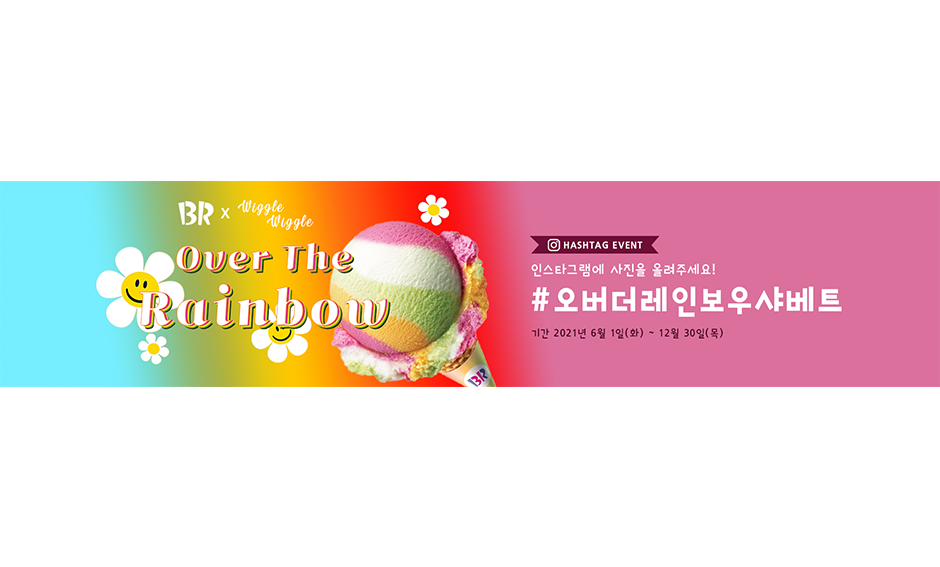 BR x Wiggle Wiggle
Over The
Rainbow
BR
HASHTAG EVENT
인스타그램에 사진을 올려주세요!
#오버더레인보우샤베트
기간 2021년 6월 1일(화) ~ 12월 30일(목)